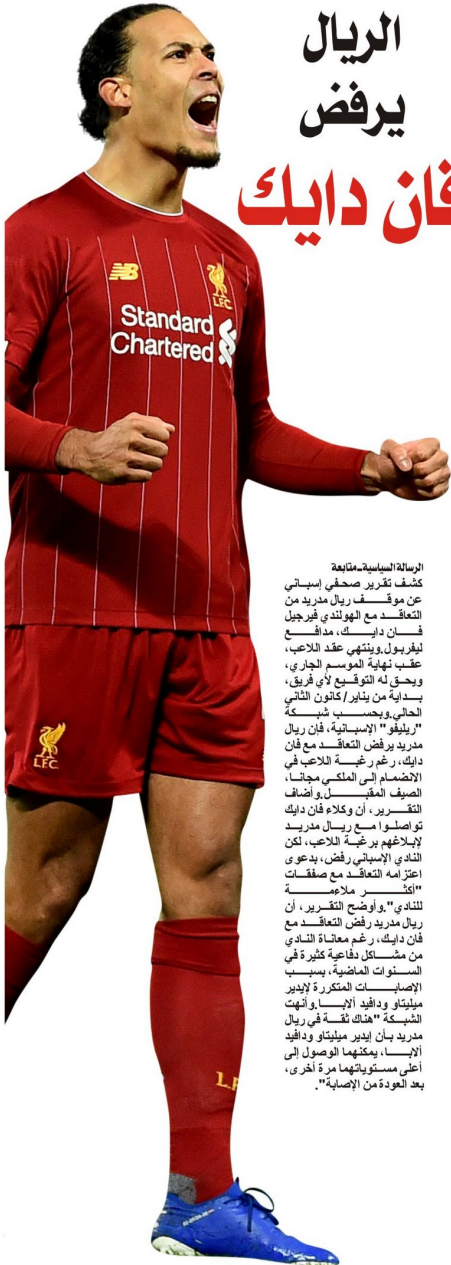 الريال
يرفض
فان دايك
NB
L.F.C.
Standard
Chartered
L.F.C.
الرسالة السياسية_متابعة
كشف تقرير صحفي إسباني
عن موقف ريال مدريد من
التعاقد مع الهولندي فيرجيل
فان دايك، مدافع
ليفربول.وينتهي عقد اللاعب،
عقب نهاية الموسم الجاري،
ويحق له التوقيع لأي فريق،
بداية من يناير/ كانون الثاني
الحالي.وبحسب شبكة
"ريليفو" الإسبانية، فإن ريال
مدريد يرفض التعاقد مع فان
دايك، رغم رغبة اللاعب في
الانضمام إلى الملكي مجانا،
الصيف المقبل.وأضاف
التقرير، أن وكلاء فان دايك
تواصلوا مع ريال مدريد
لإبلاغهم برغبة اللاعب، لكن
النادي الإسباني رفض، بدعوى
اعتزامه التعاقد مع صفقات
"أكثر ملاءمة
للنادي".وأوضح التقرير، أن
ريال مدريد رفض التعاقد مع
فان دايك، رغم معاناة النادي
من مشاكل دفاعية كثيرة في
السنوات الماضية، بسبب
الإصابات المتكررة لإيدير
ميليتاو ودافيد ألابا.وأنهت
الشبكة "هناك ثقة في ريال
مدريد بأن إيدير ميليتاو ودافيد
ألابا، يمكنهما الوصول إلى
أعلى مستوياتهما مرة أخرى،
بعد العودة من الإصابة".
L.F